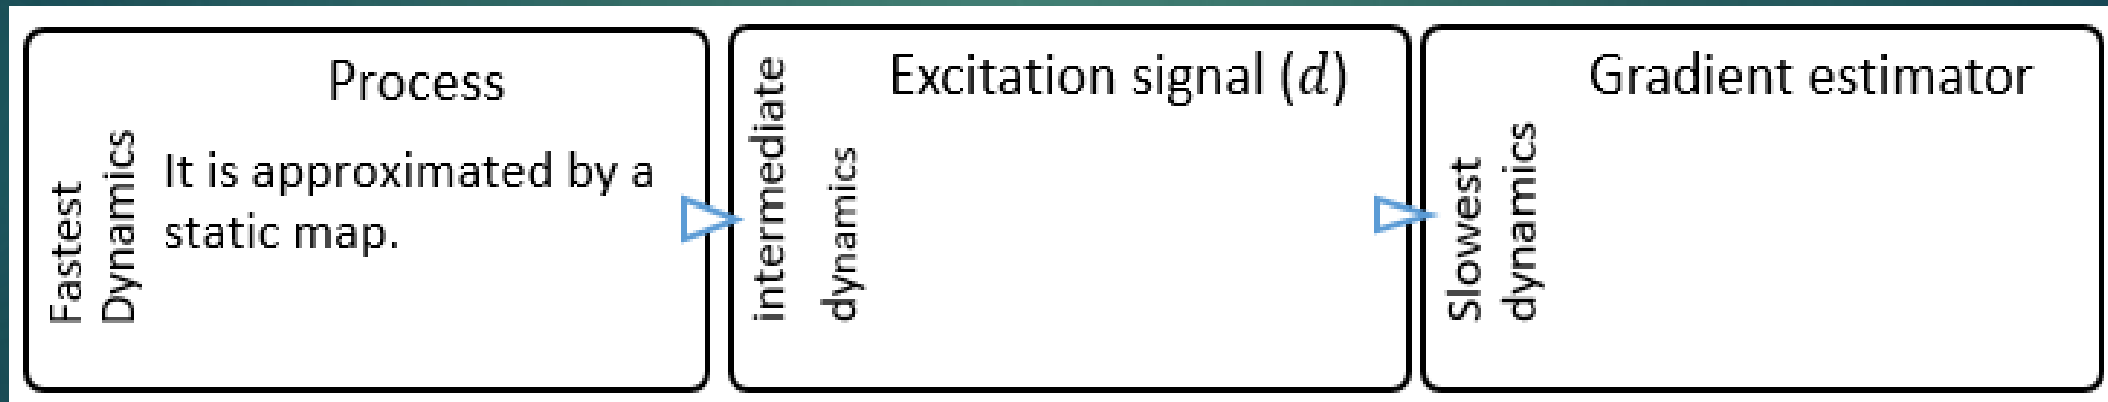 Process
Fastest
Dynamics
It is approximated by a
static map.
Excitation signal (d)
intermediate
dynamics
Gradient estimator
Slowest
dynamics